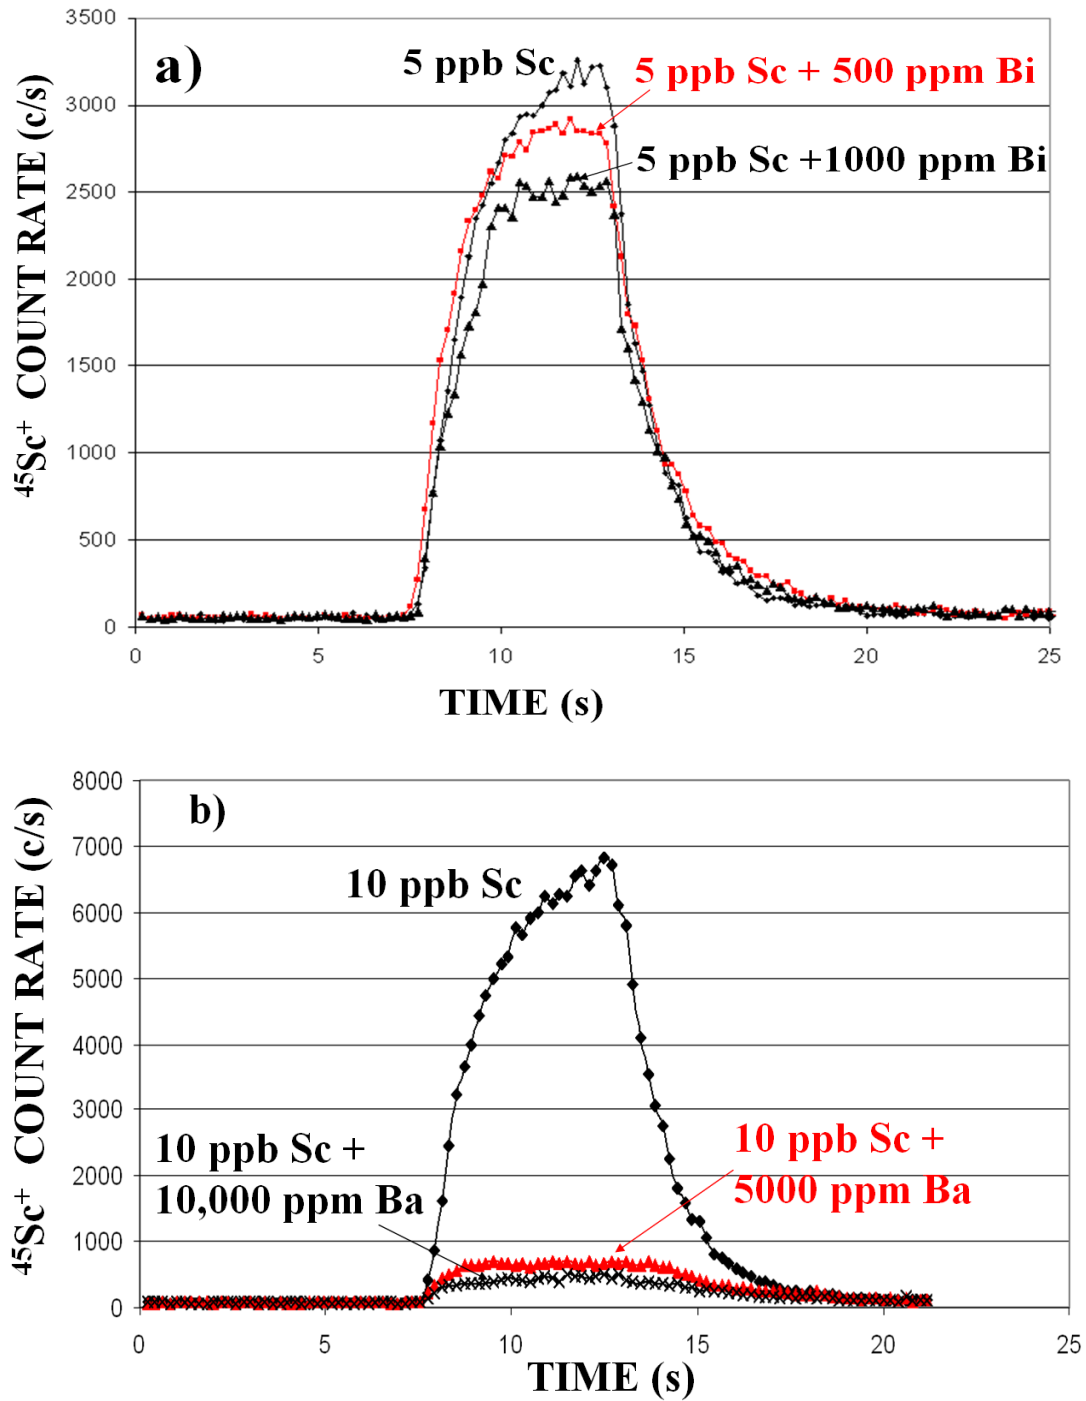 a)
5 ppb Sc
5 ppb Sc + 500 ppm Bi
5 ppb Sc +1000 ppm Bi
⁴⁵Sc⁺ COUNT RATE (c/s)
3500
3000
2500
2000
1500
1000
500
0
0 5 10 15 20 25
TIME (s)
b)
10 ppb Sc
10 ppb Sc +
10,000 ppm Ba
10 ppb Sc +
5000 ppm Ba
⁴⁵Sc⁺ COUNT RATE (c/s)
8000
7000
6000
5000
4000
3000
2000
1000
0
0 5 10 15 20 25
TIME (s)